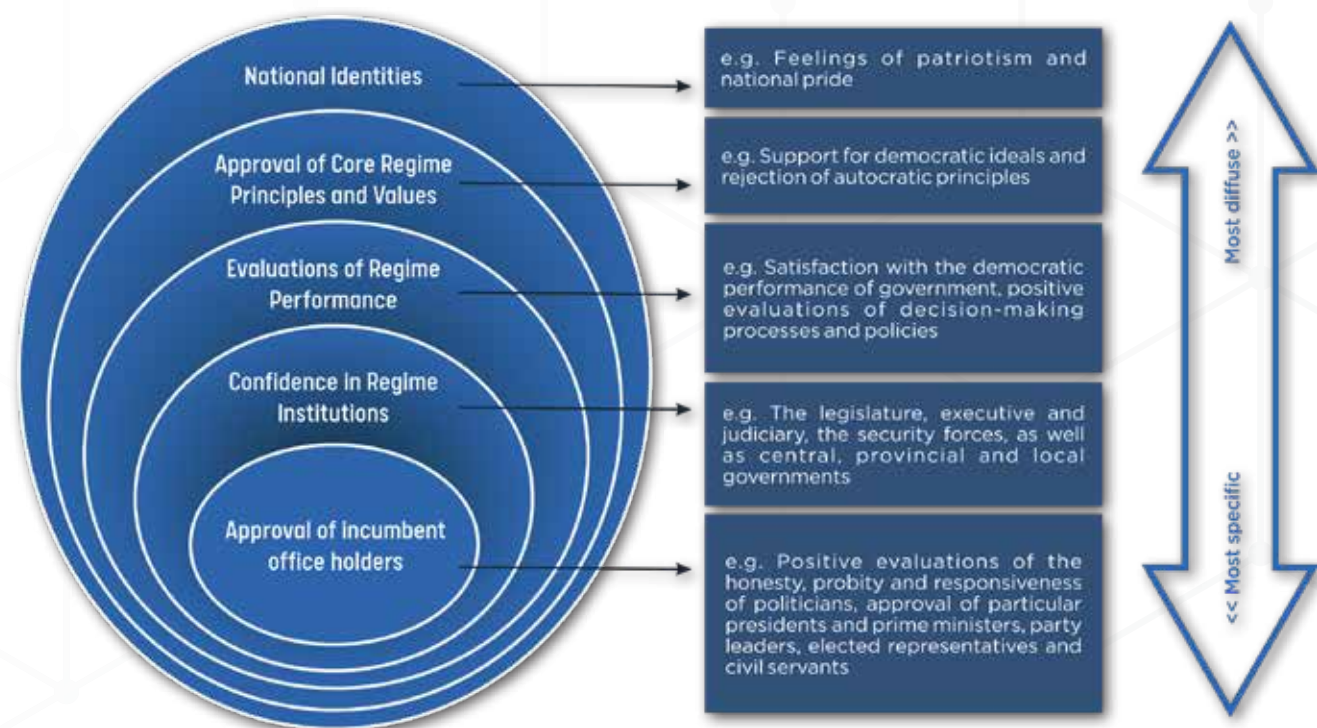 National Identities
e.g. Feelings of patriotism and
national pride
Approval of Core Regime
Principles and Values
e.g. Support for democratic ideals and
rejection of autocratic principles
Evaluations of Regime
Performance
e.g. Satisfaction with the democratic
performance of government, positive
evaluations of decision-making
processes and policies
Confidence in Regime
Institutions
e.g. The legislature, executive and
judiciary, the security forces, as well
as central, provincial and local
governments
Approval of incumbent
office holders
e.g. Positive evaluations of the
honesty, probity and responsiveness
of politicians, approval of particular
presidents and prime ministers, party
leaders, elected representatives and
civil servants
Most diffuse >>
<< Most specific